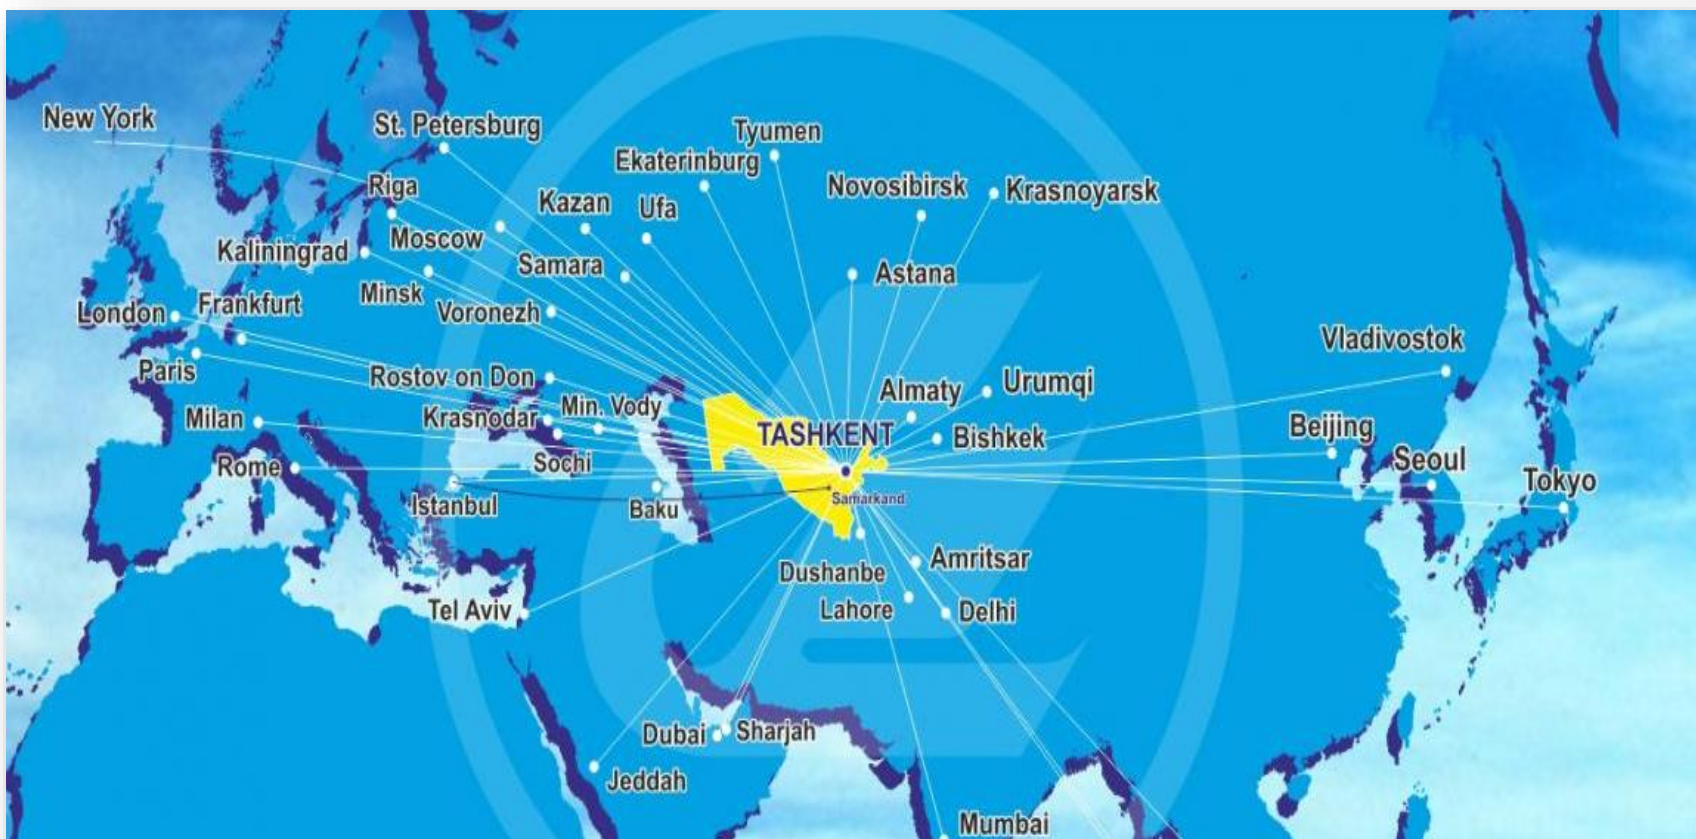 New York
St. Petersburg
Tyumen
Ekaterinburg
Riga
Kazan
Ufa
Novosibirsk
Krasnoyarsk
Kaliningrad
Moscow
Samara
Astana
Minsk
London
Frankfurt
Voronezh
Vladivostok
Paris
Rostov on Don
Almaty
Urumqi
Milan
Krasnodar
Min. Vody
TASHKENT
Bishkek
Beijing
Rome
Sochi
Seoul
Tokyo
Istanbul
Baku
Samarkand
Dushanbe
Amritsar
Tel Aviv
Lahore
Delhi
Dubai
Sharjah
Jeddah
Mumbai